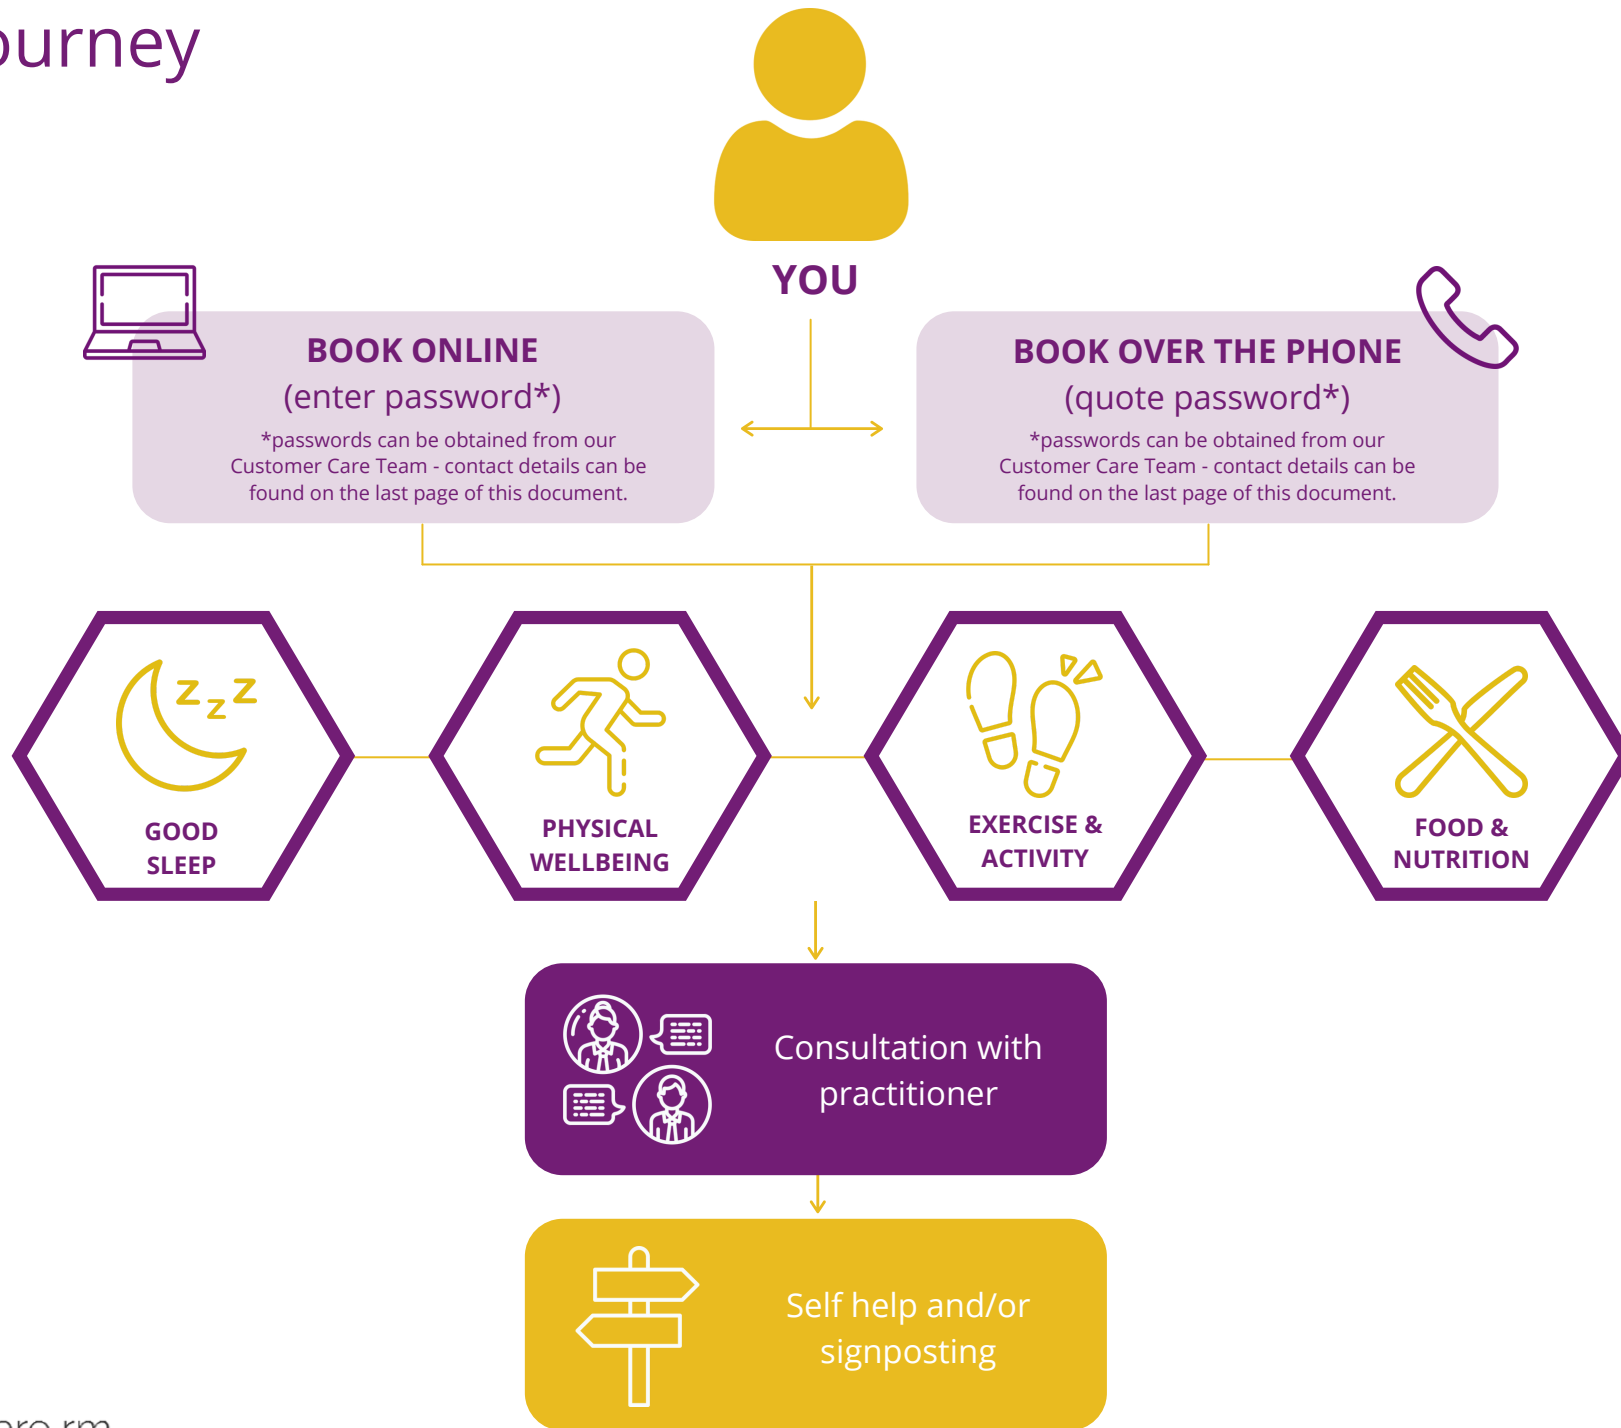 YOU
BOOK ONLINE
(enter password*)
*passwords can be obtained from our
Customer Care Team - contact details can be
found on the last page of this document.
BOOK OVER THE PHONE
(quote password*)
*passwords can be obtained from our
Customer Care Team - contact details can be
found on the last page of this document.
z z z
GOOD
SLEEP
PHYSICAL
WELLBEING
EXERCISE &
ACTIVITY
FOOD &
NUTRITION
Consultation with
practitioner
Self help and/or
signposting